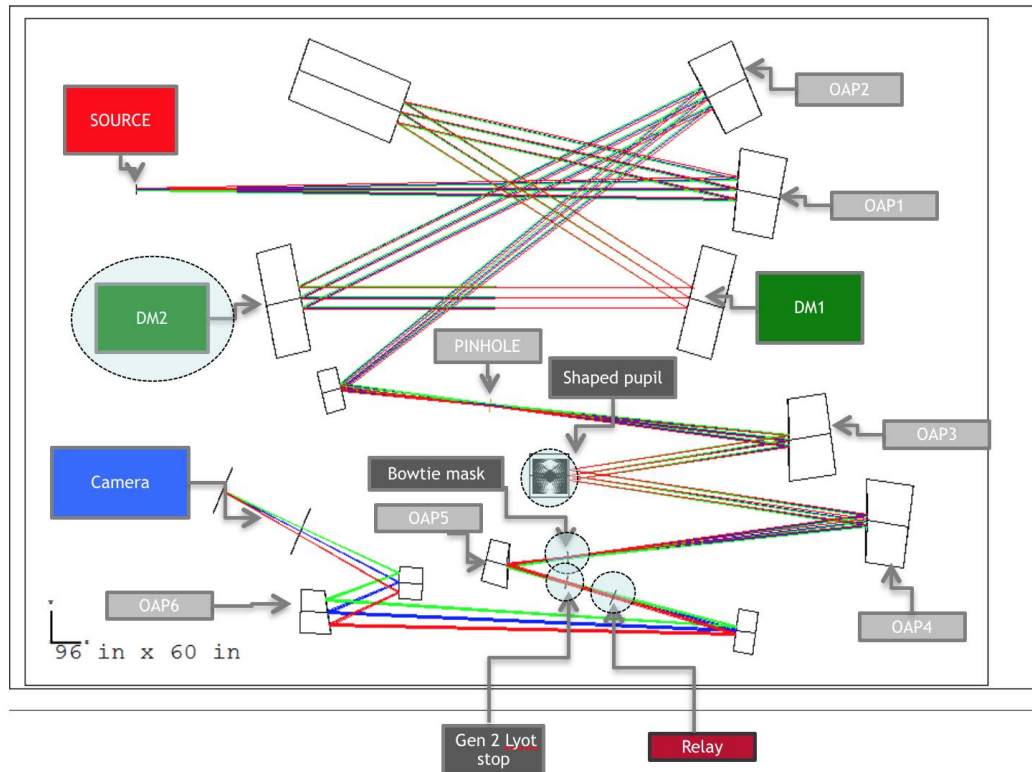 OAP2
SOURCE
OAP1
DM2
DM1
PINHOLE
Shaped pupil
OAP3
Bowtie mask
Camera
OAP5
OAP6
OAP4
96 in x 60 in
Gen 2 Lyot
stop
Relay